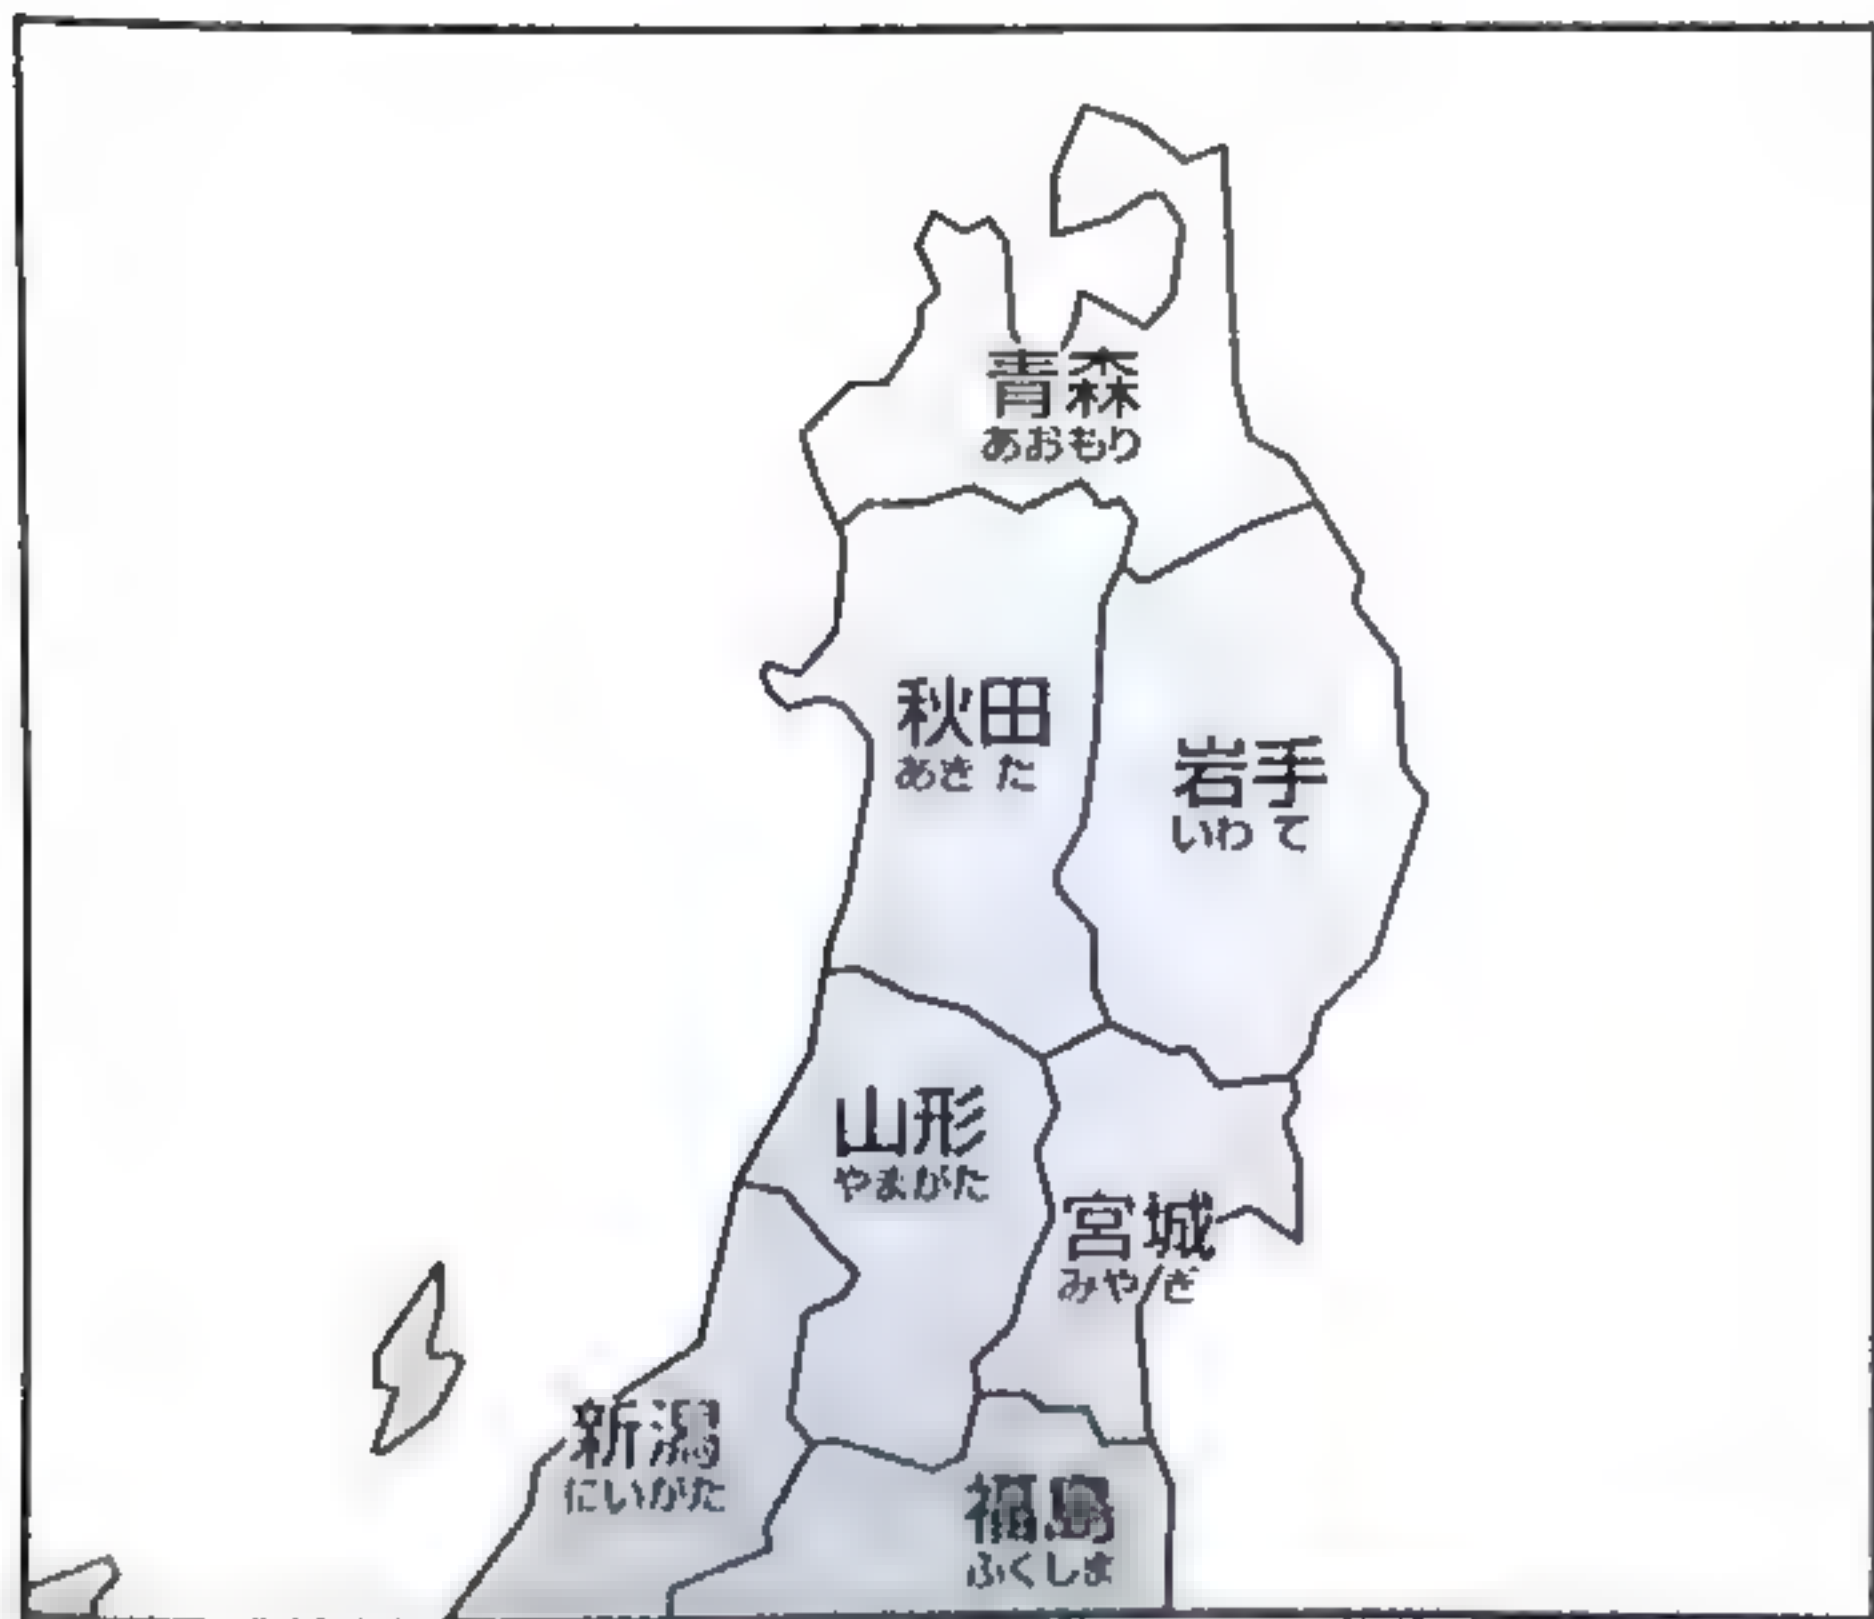 青森
あおもり
秋田
あきた
岩手
いわて
山形
やまがた
宮城
みやぎ
新潟
にいがた
福島
ふくしま